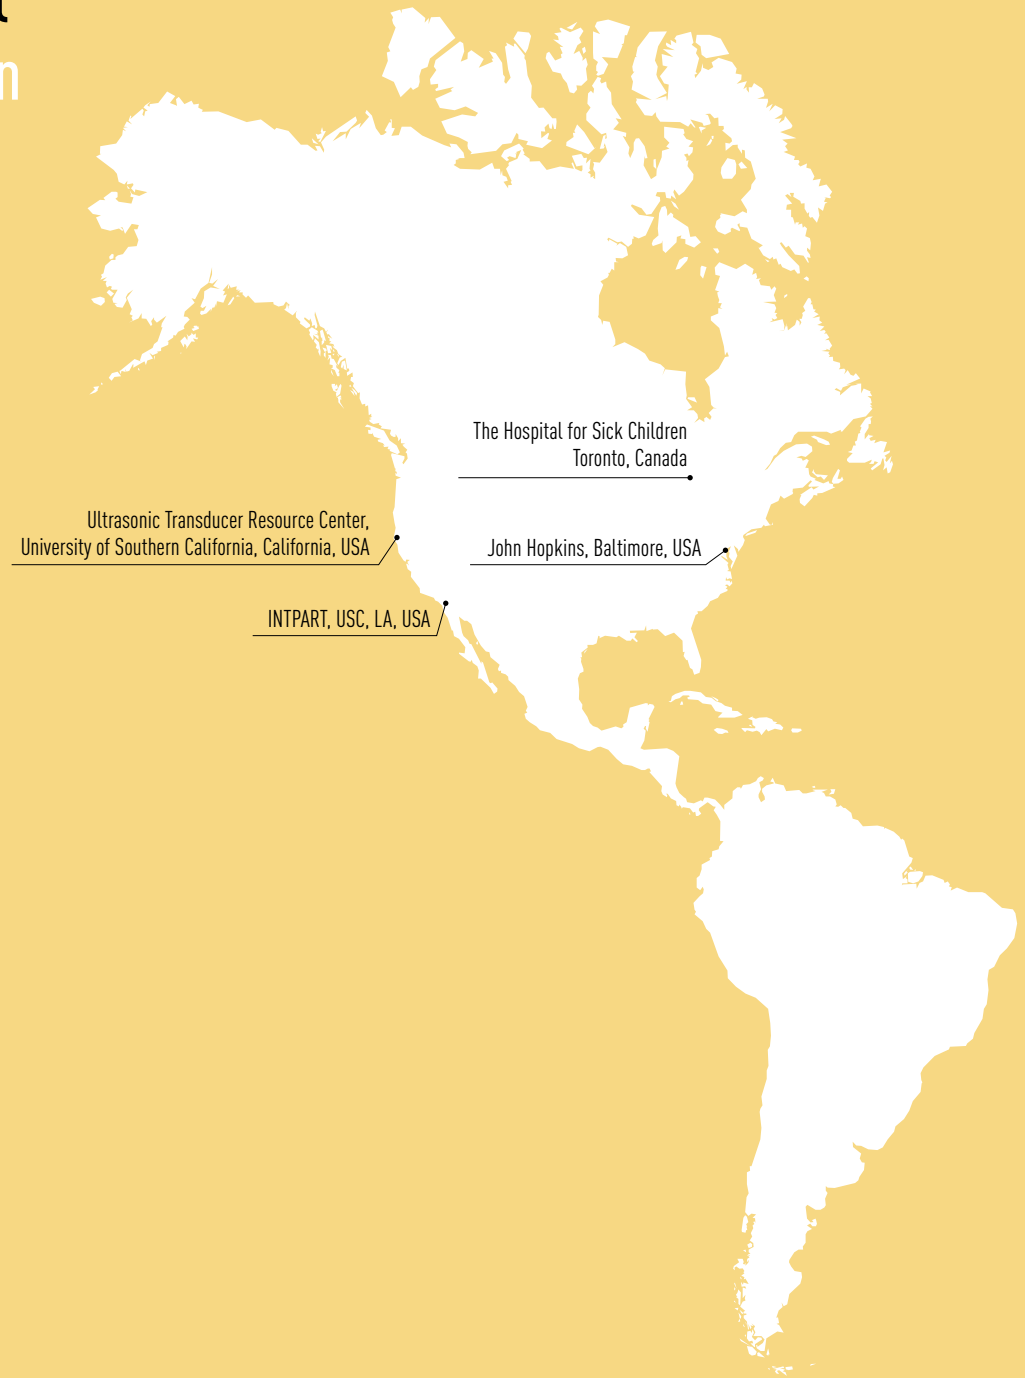 The Hospital for Sick Children
Toronto, Canada
Ultrasonic Transducer Resource Center,
University of Southern California, California, USA
John Hopkins, Baltimore, USA
INTPART, USC, LA, USA